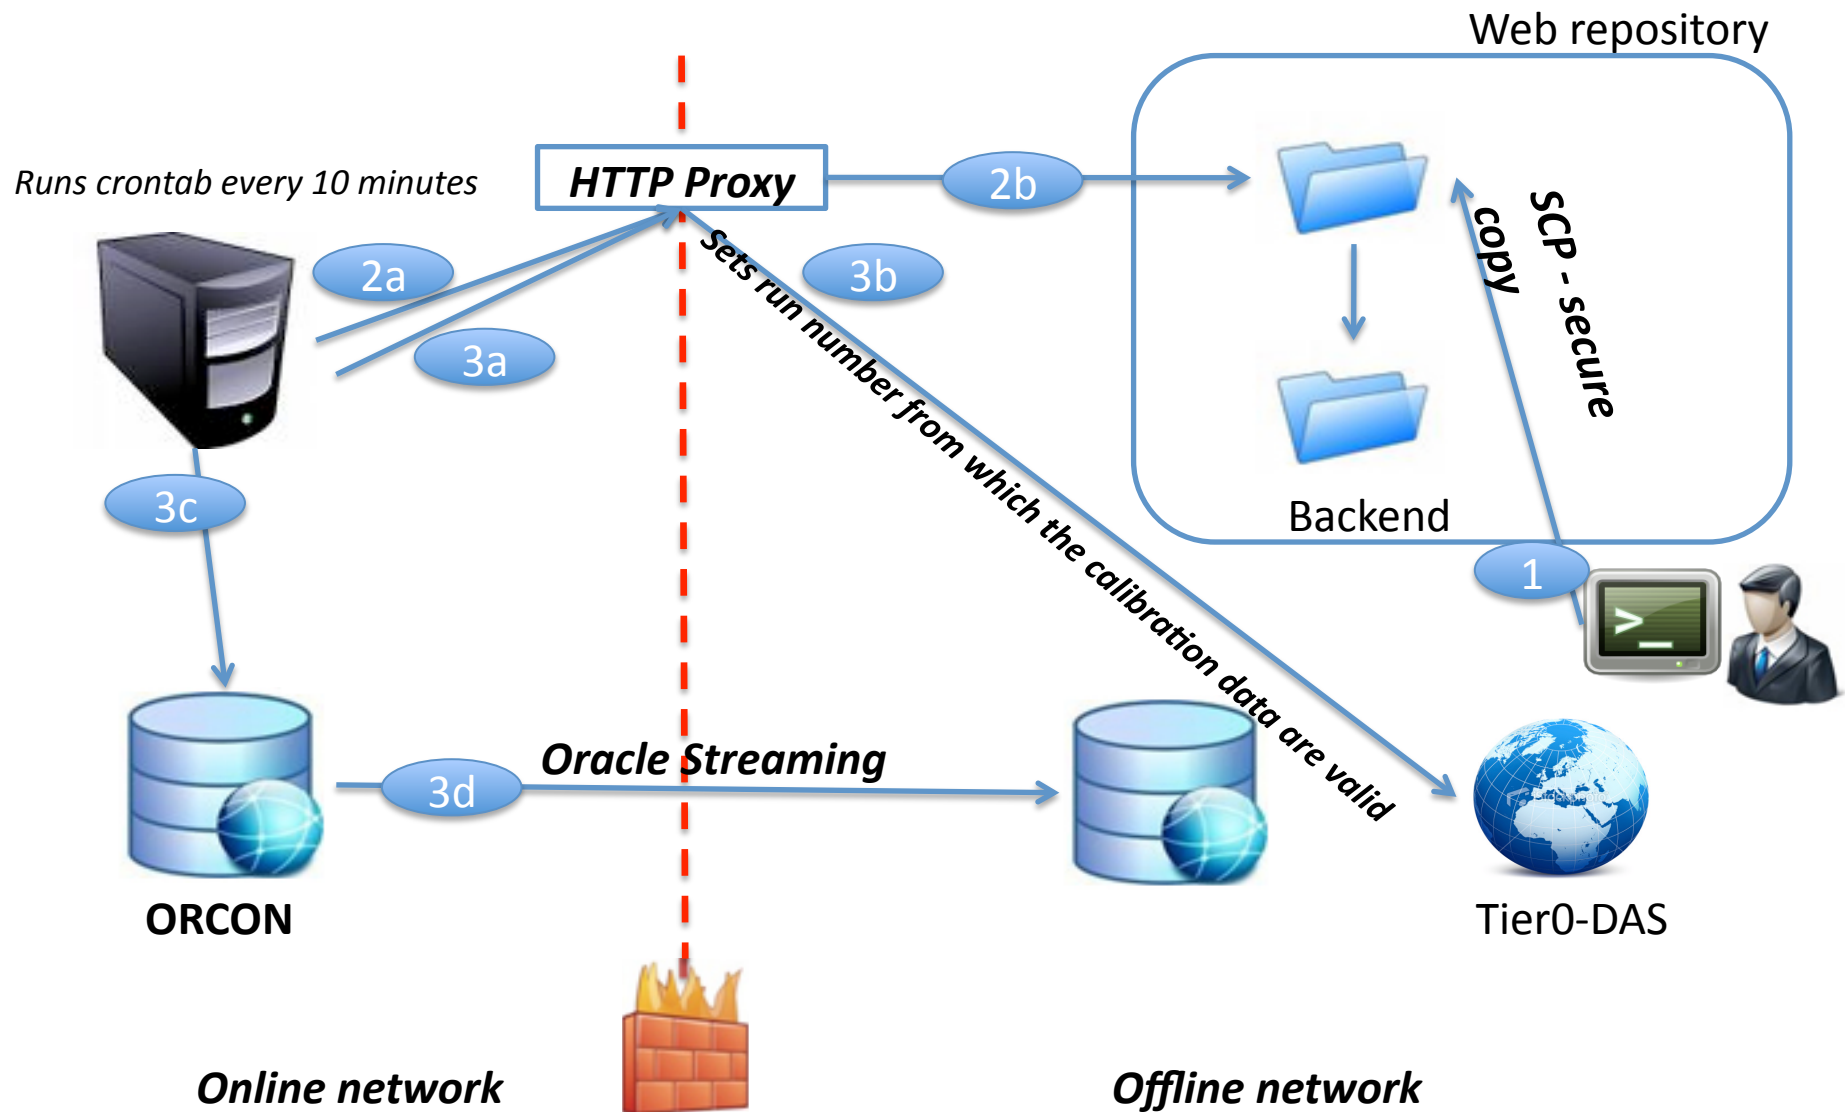 Web repository
HTTP Proxy
2b
Runs crontab every 10 minutes
SCP - secure
copy
2a
3b
Sets run number from which the calibration data are valid
3a
3c
Backend
1
>_
Oracle Streaming
3d
ORCON
Tier0-DAS
Online network
Offline network